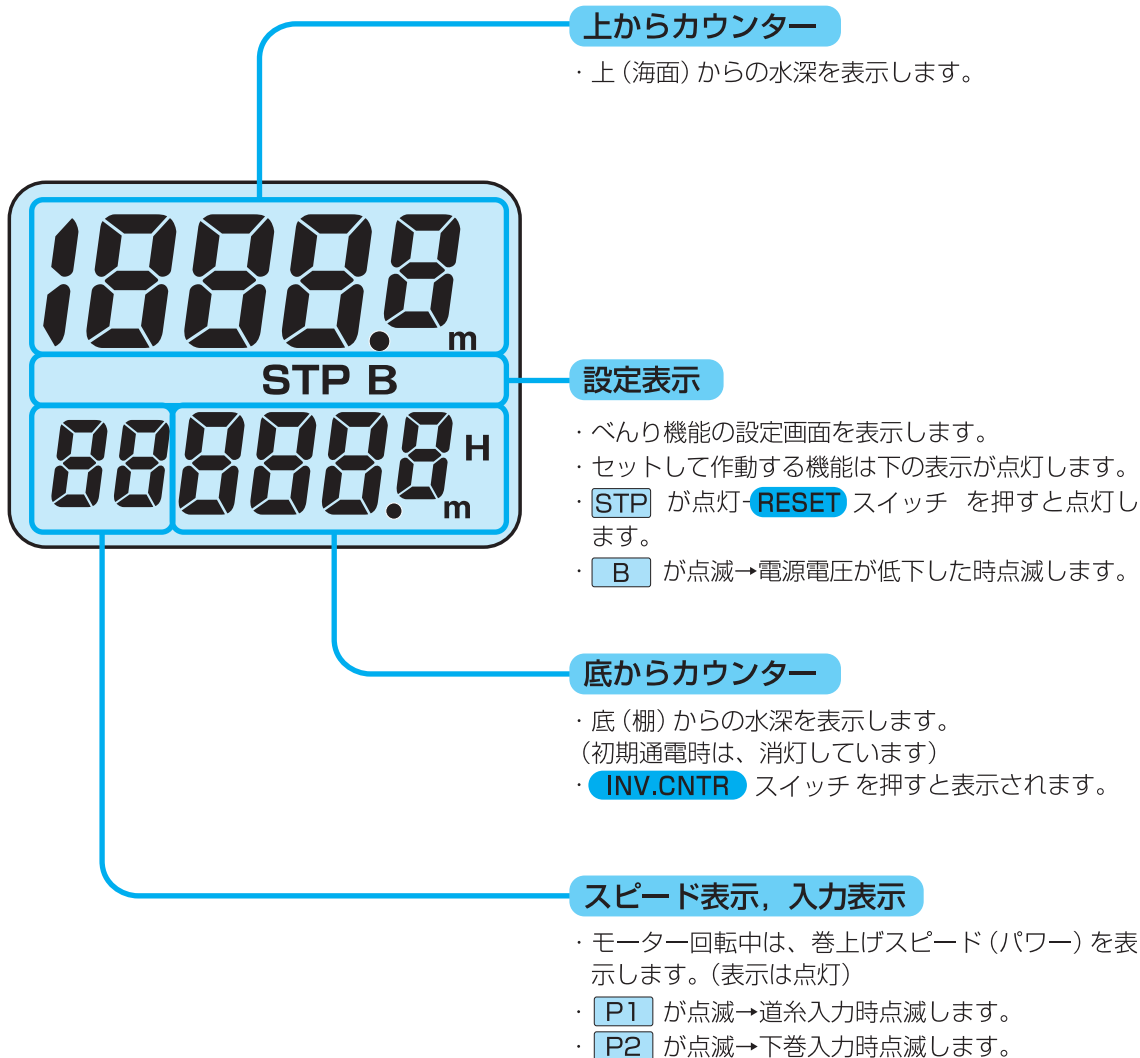 上からカウンター
・上（海面）からの水深を表示します。
18888.8 m
STP B
88 8888.8 H m
設定表示
・べんり機能の設定画面を表示します。
・セットして作動する機能は下の表示が点灯します。
・STP が点灯-RESET スイッチ を押すと点灯し
ます。
・B が点滅→電源電圧が低下した時点滅します。
底からカウンター
・底（棚）からの水深を表示します。
（初期通電時は、消灯しています）
・INV.CNTR スイッチを押すと表示されます。
スピード表示，入力表示
・モーター回転中は、巻上げスピード（パワー）を表
示します。（表示は点灯）
・P1 が点滅→道糸入力時点滅します。
・P2 が点滅→下巻入力時点滅します。